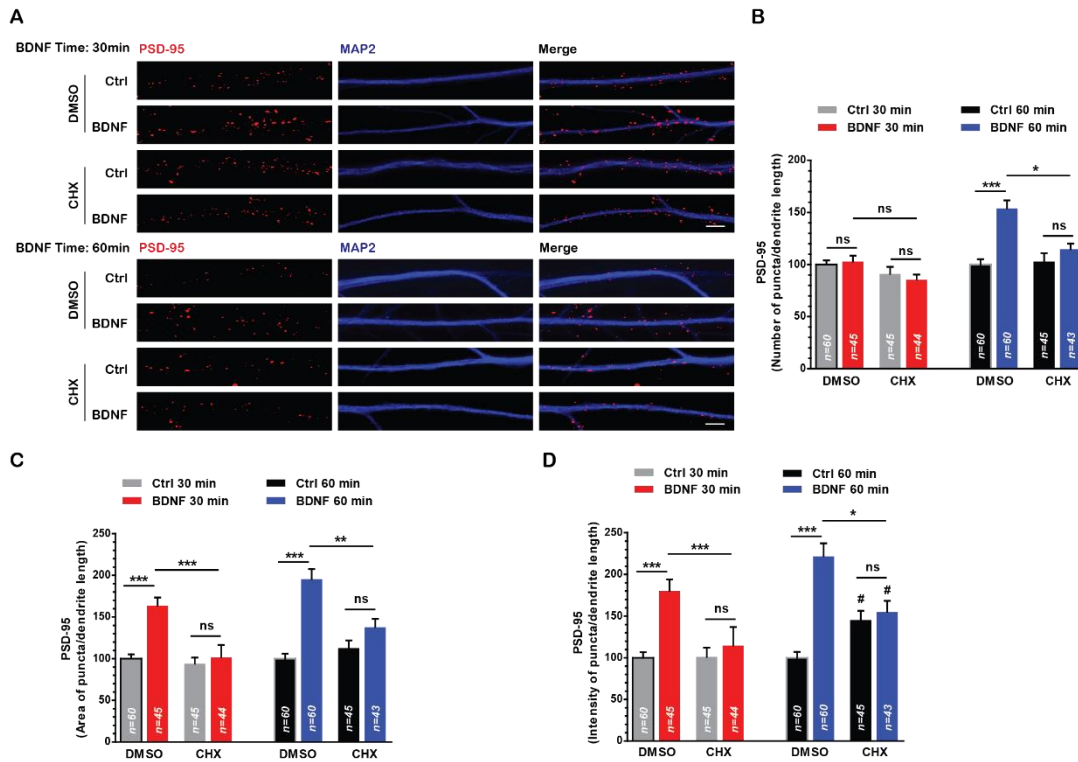 A
BDNF Time: 30min PSD-95 MAP2 Merge
DMSO
Ctrl
BDNF
CHX
Ctrl
BDNF
BDNF Time: 60min PSD-95 MAP2 Merge
DMSO
Ctrl
BDNF
CHX
Ctrl
BDNF
B
Ctrl 30 min Ctrl 60 min
BDNF 30 min BDNF 60 min
PSD-95
(Number of puncta/dendrite length)
200
150
100
50
0
ns
ns
ns
***
*
ns
n=60
n=45
n=45
n=44
n=60
n=60
n=45
n=43
DMSO CHX DMSO CHX
C
Ctrl 30 min Ctrl 60 min
BDNF 30 min BDNF 60 min
PSD-95
(Area of puncta/dendrite length)
250
200
150
100
50
0
***
***
ns
***
**
ns
n=60
n=45
n=45
n=44
n=60
n=60
n=45
n=43
DMSO CHX DMSO CHX
D
Ctrl 30 min Ctrl 60 min
BDNF 30 min BDNF 60 min
PSD-95
(Intensity of puncta/dendrite length)
250
200
150
100
50
0
***
***
ns
***
*
ns
# #
n=60
n=45
n=45
n=44
n=60
n=60
n=45
n=43
DMSO CHX DMSO CHX